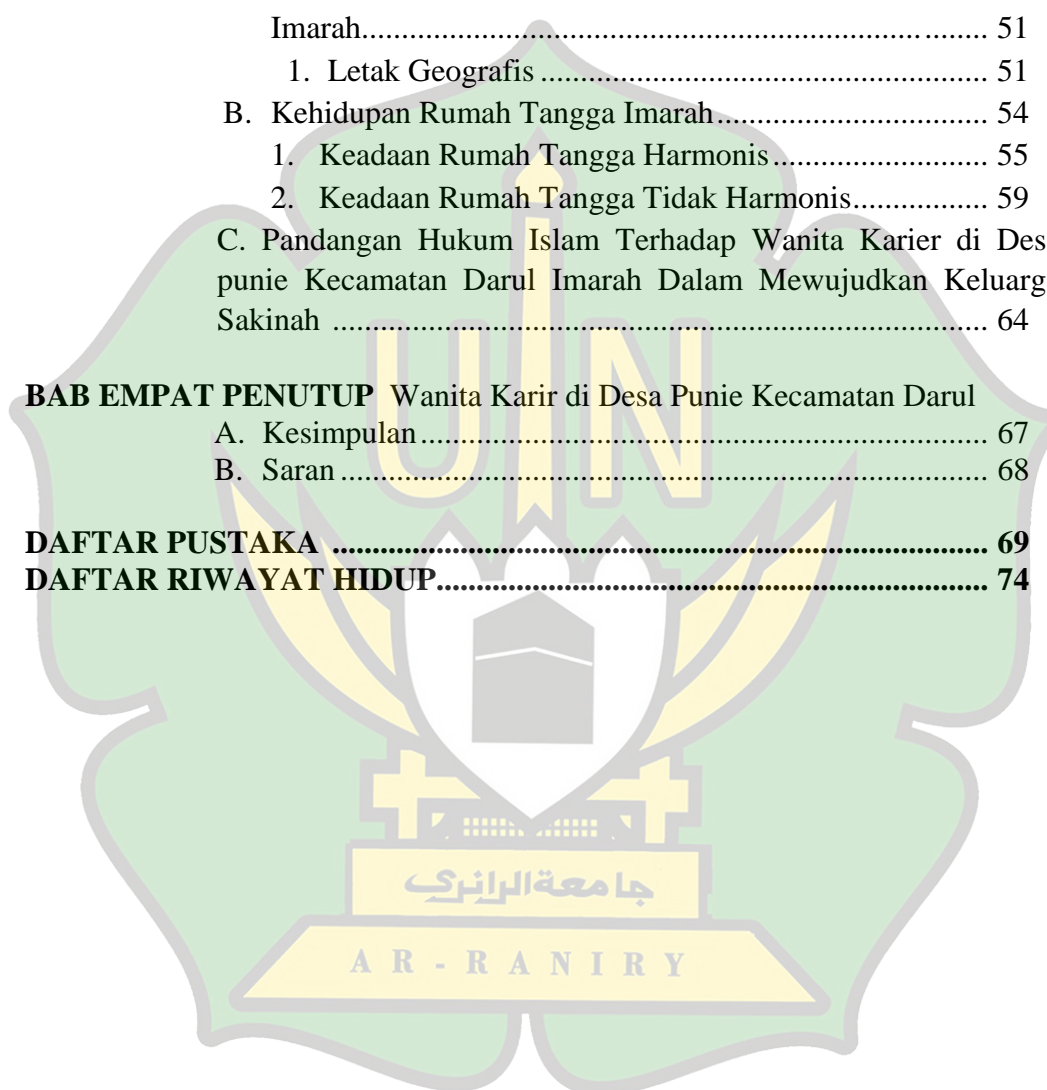 Imarah........................................................................... 51
1. Letak Geografis ...................................................... 51
B. Kehidupan Rumah Tangga Imarah................................. 54
1. Keadaan Rumah Tangga Harmonis.......................... 55
2. Keadaan Rumah Tangga Tidak Harmonis................ 59
C. Pandangan Hukum Islam Terhadap Wanita Karier di Des
punie Kecamatan Darul Imarah Dalam Mewujudkan Keluarg
Sakinah ............................................................................... 64
BAB EMPAT PENUTUP Wanita Karir di Desa Punie Kecamatan Darul
A. Kesimpulan..................................................................... 67
B. Saran .............................................................................. 68
DAFTAR PUSTAKA ............................................................................... 69
DAFTAR RIWAYAT HIDUP.................................................................. 74
UIN
جامعةالرانري
AR-RANIRY